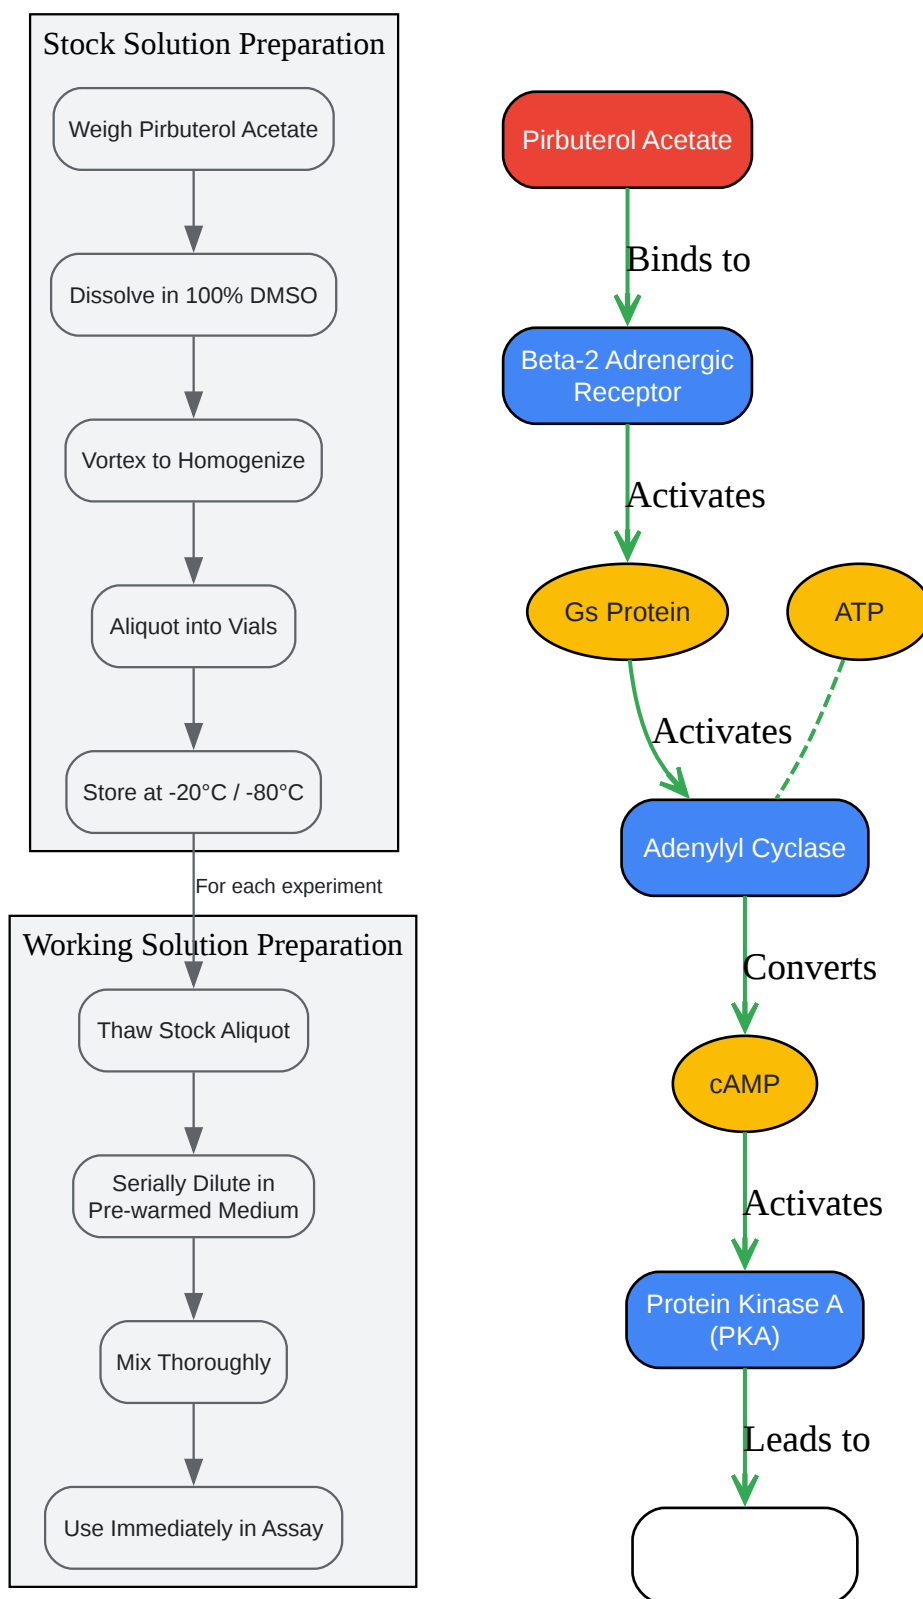 Stock Solution Preparation
Weigh Pirbuterol Acetate
Dissolve in 100% DMSO
Vortex to Homogenize
Aliquot into Vials
Store at -20°C / -80°C
For each experiment
Working Solution Preparation
Thaw Stock Aliquot
Serially Dilute in
Pre-warmed Medium
Mix Thoroughly
Use Immediately in Assay
Pirbuterol Acetate
Binds to
Beta-2 Adrenergic
Receptor
Activates
Gs Protein
ATP
Activates
Adenylyl Cyclase
Converts
cAMP
Activates
Protein Kinase A
(PKA)
Leads to